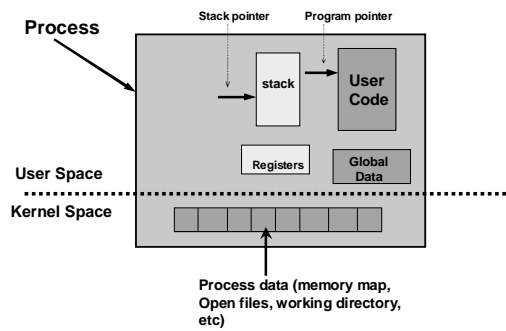 Process
Stack pointer
Program pointer
stack
User
Code
Registers
Global
Data
User Space
Kernel Space
Process data (memory map,
Open files, working directory,
etc)